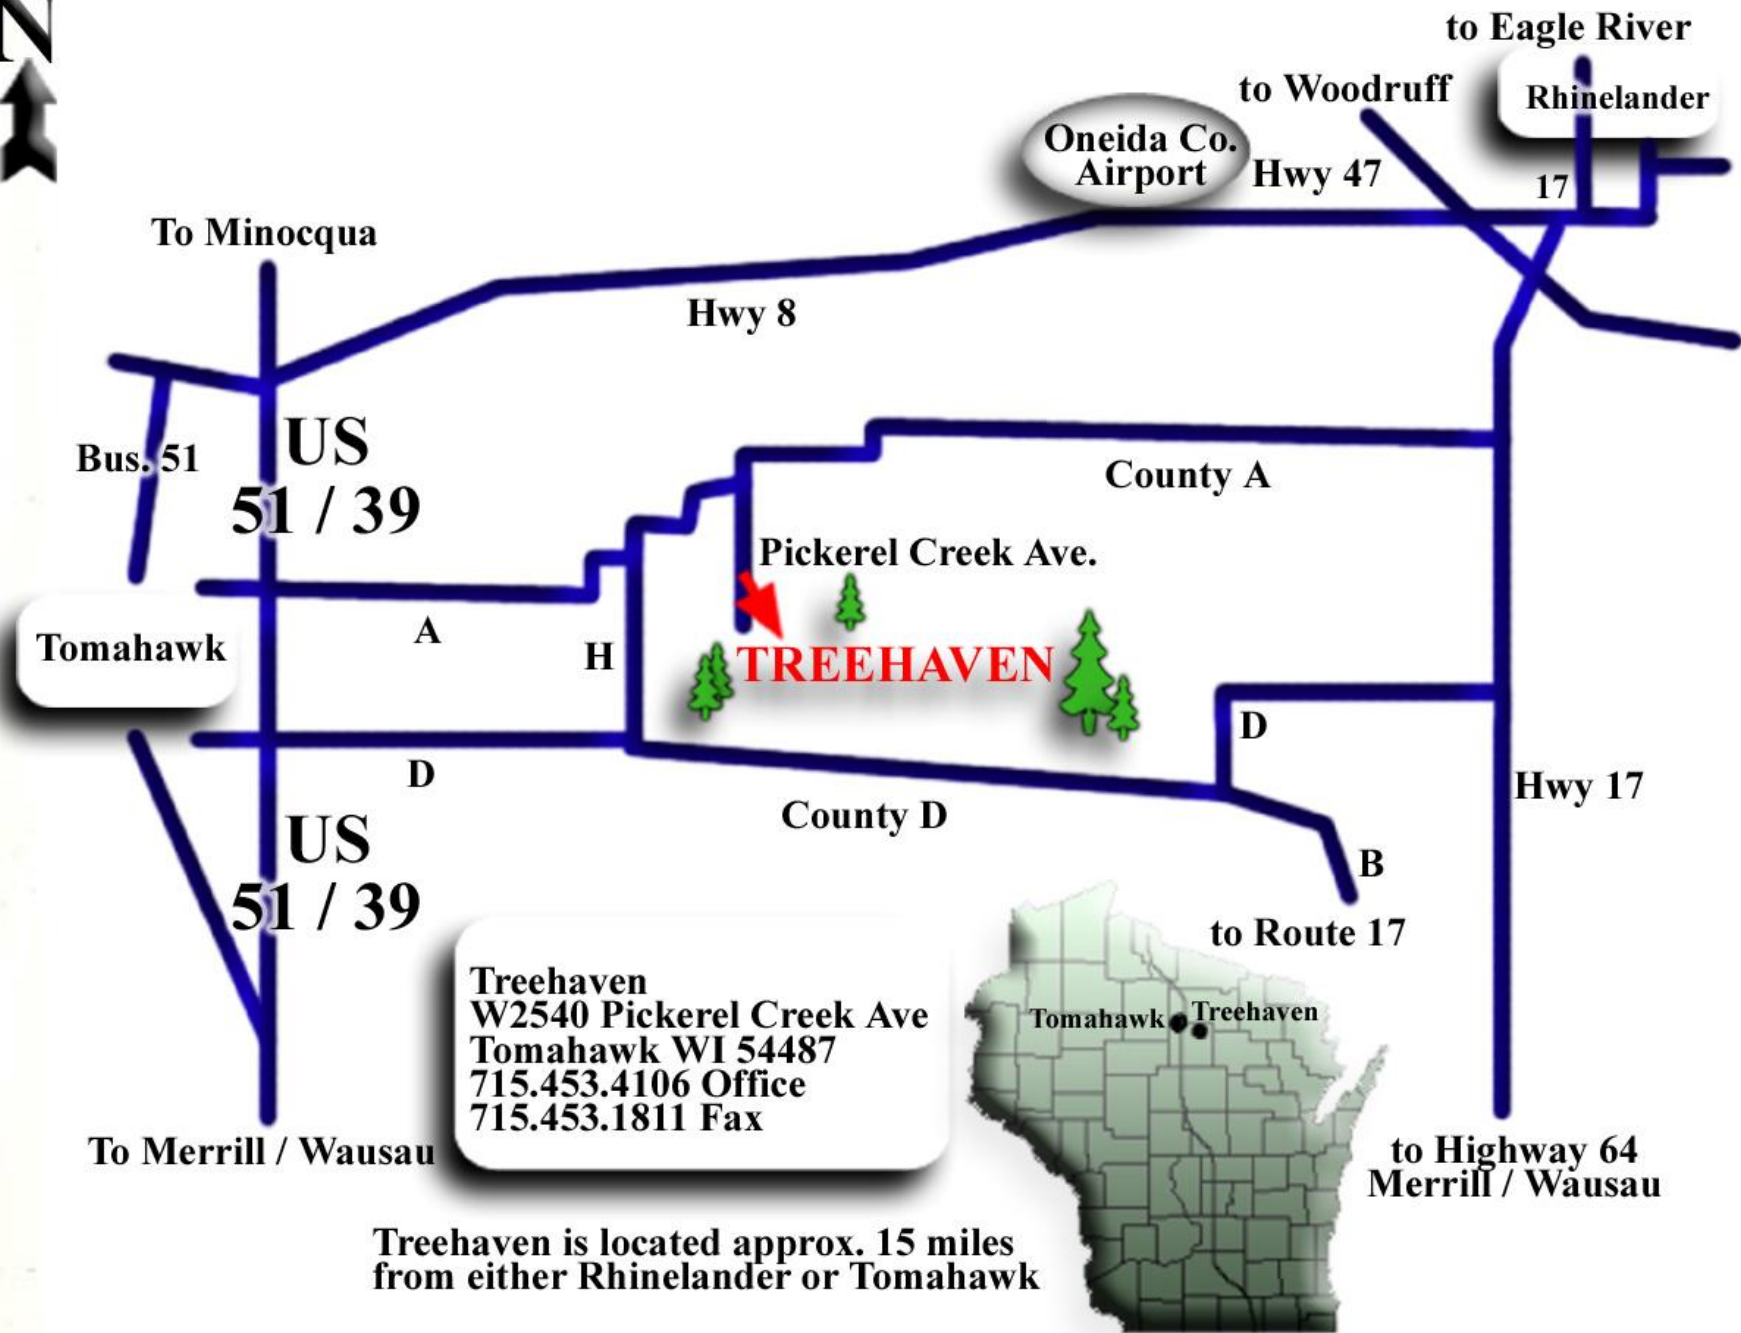 N
to Eagle River
to Woodruff
Rhinelander
Oneida Co.
Airport
Hwy 47
17
To Minocqua
Hwy 8
US
51 / 39
Bus. 51
County A
Pickerel Creek Ave.
A
H
Tomahawk
TREEHAVEN
D
D
County D
Hwy 17
US
51 / 39
B
to Route 17
Treehaven
W2540 Pickerel Creek Ave
Tomahawk WI 54487
715.453.4106 Office
715.453.1811 Fax
Tomahawk
Treehaven
To Merrill / Wausau
to Highway 64
Merrill / Wausau
Treehaven is located approx. 15 miles
from either Rhinelander or Tomahawk